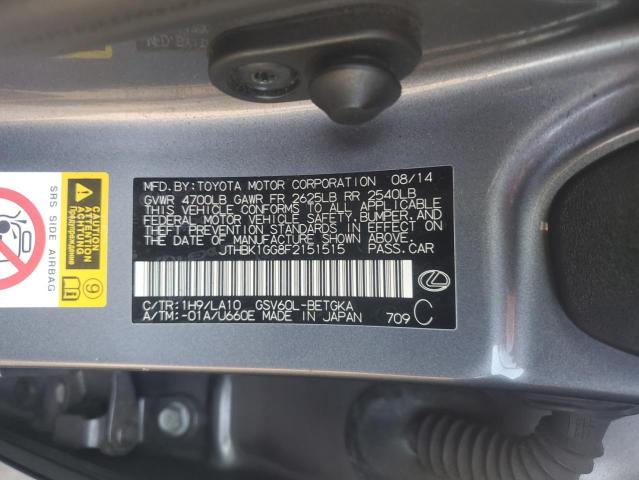 MFD. BY: TOYOTA MOTOR CORPORATION 08/14
GVWR 4700LB GAWR FR 2625LB RR 2540LB
THIS VEHICLE CONFORMS TO ALL APPLICABLE
FEDERAL MOTOR VEHICLE SAFETY, BUMPER, AND
THEFT PREVENTION STANDARDS IN EFFECT ON
THE DATE OF MANUFACTURE SHOWN ABOVE.
JTHBK1GG8F2151515 PASS. CAR
C/TR: 1H9/LA10 GSV60L-BETGKA
A/TM: -01A/U660E MADE IN JAPAN 709 C
SRS SIDE AIRBAG
9